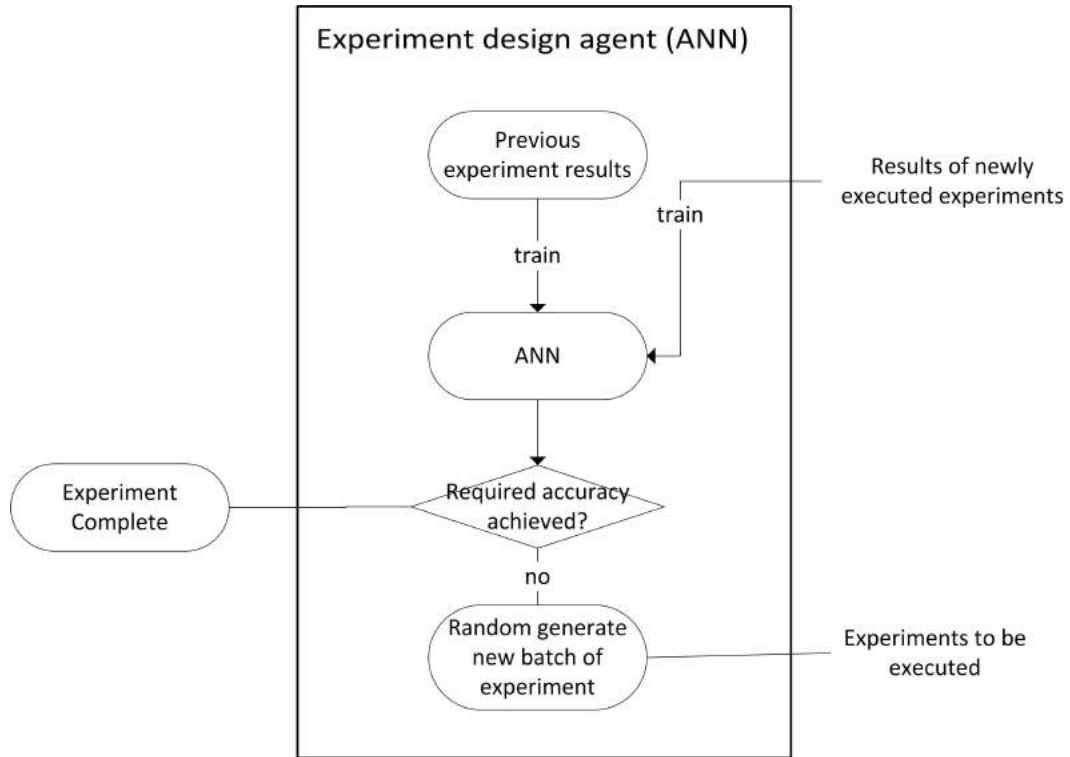 Experiment design agent (ANN)
Previous
experiment results
Results of newly
executed experiments
train
train
ANN
Required accuracy
achieved?
Experiment
Complete
no
Random generate
new batch of
experiment
Experiments to be
executed